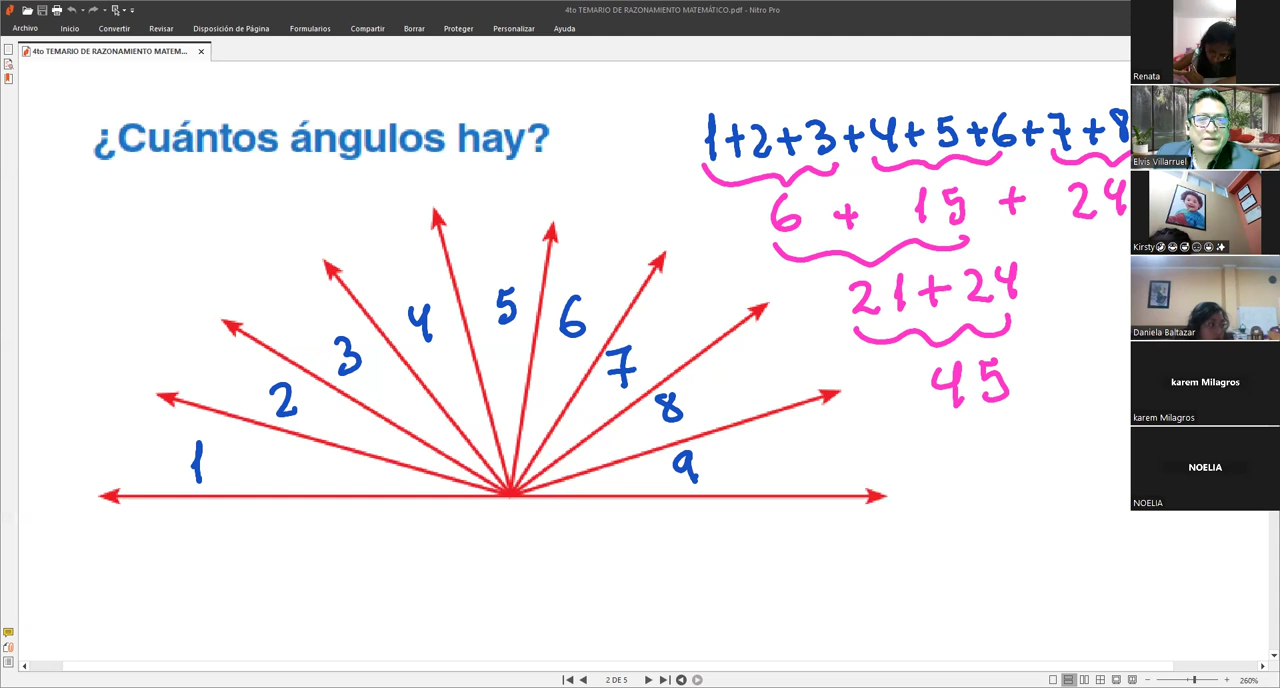 4to TEMARIO DE RAZONAMIENTO MATEMÁTICO.pdf - Nitro Pro
Archivo Inicio Convertir Revisar Disposición de Página Formularios Compartir Borrar Proteger Personalizar Ayuda
4to TEMARIO DE RAZONAMIENTO MATEM...
¿Cuántos ángulos hay?
1+2+3+4+5+6+7+8
6 + 15 + 24
21+24
45
1
2
3
4
5
6
7
8
9
Renata
Elvis Villarruel
Kirsty
Daniela Baltazar
karem Milagros
karem Milagros
NOELIA
NOELIA
2 DE 5
260%